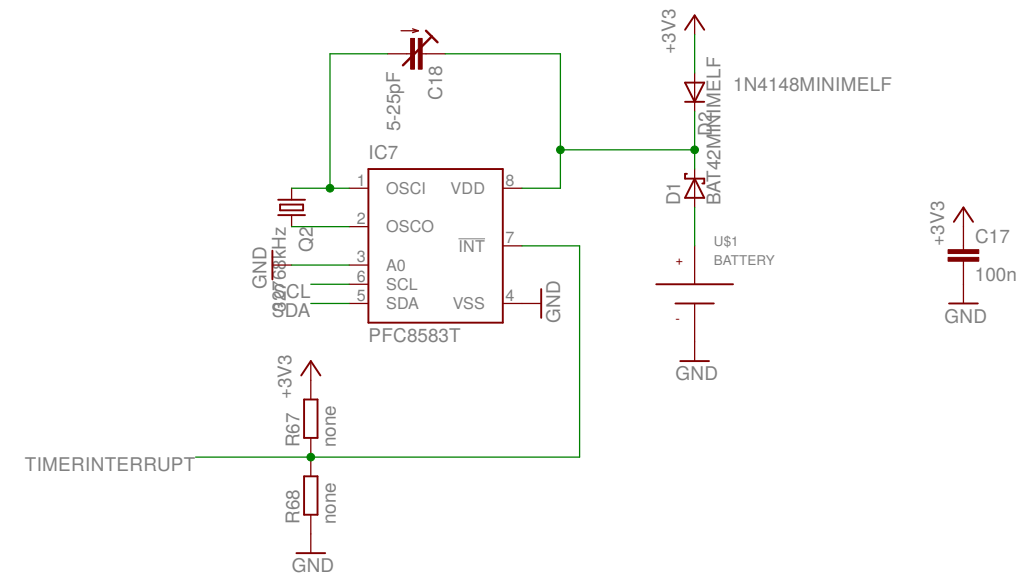 +3V3
1N4148MINIMELF
D2
BAT42MINIMELF
D1
5-25pF
C18
IC7
1
OSCI
VDD
8
2
OSCO
INT
7
Q2
32768kHz
GND
3
A0
6
SCL
SCL
5
SDA
SDA
VSS
4
GND
PFC8583T
U$1
BATTERY
+
-
GND
+3V3
C17
100n
GND
+3V3
R67
none
TIMERINTERRUPT
R68
none
GND